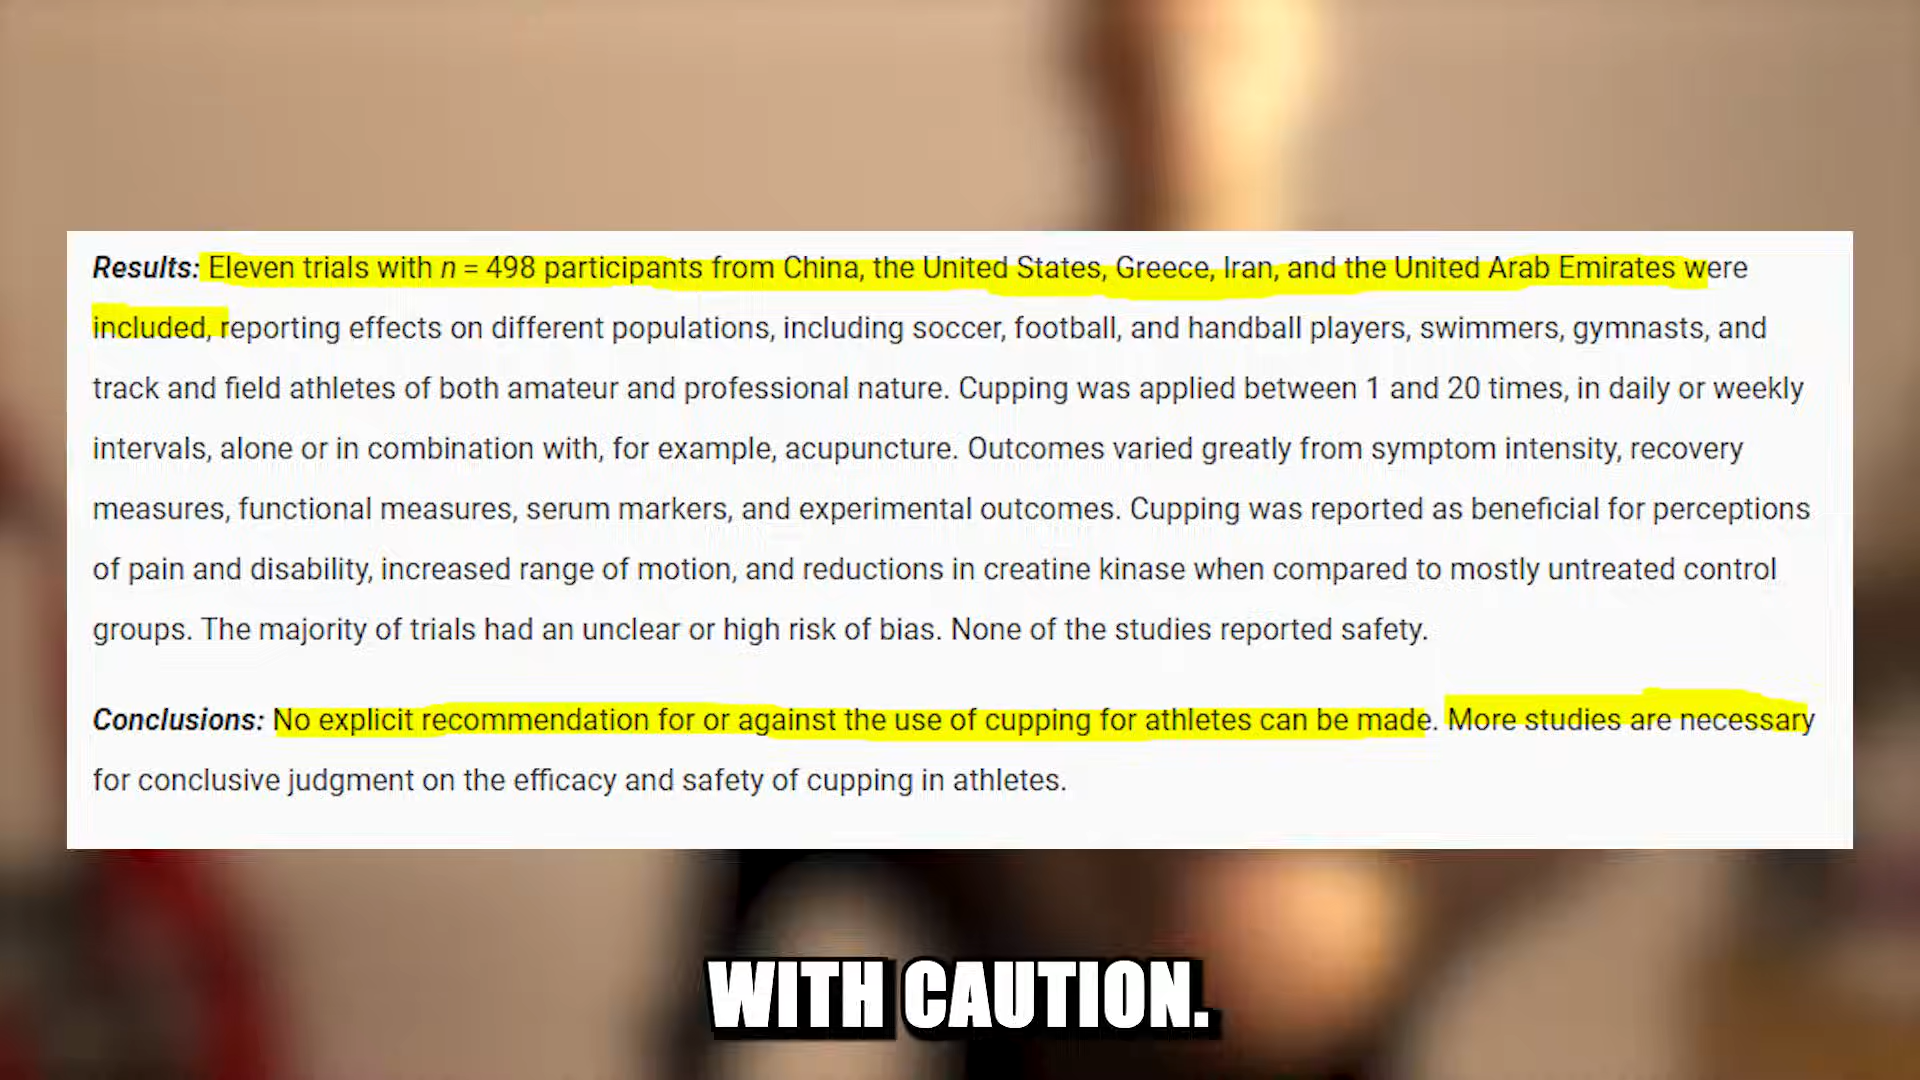 Results: Eleven trials with n = 498 participants from China, the United States, Greece, Iran, and the United Arab Emirates were
included, reporting effects on different populations, including soccer, football, and handball players, swimmers, gymnasts, and
track and field athletes of both amateur and professional nature. Cupping was applied between 1 and 20 times, in daily or weekly
intervals, alone or in combination with, for example, acupuncture. Outcomes varied greatly from symptom intensity, recovery
measures, functional measures, serum markers, and experimental outcomes. Cupping was reported as beneficial for perceptions
of pain and disability, increased range of motion, and reductions in creatine kinase when compared to mostly untreated control
groups. The majority of trials had an unclear or high risk of bias. None of the studies reported safety.
Conclusions: No explicit recommendation for or against the use of cupping for athletes can be made. More studies are necessary
for conclusive judgment on the efficacy and safety of cupping in athletes.
WITH CAUTION.